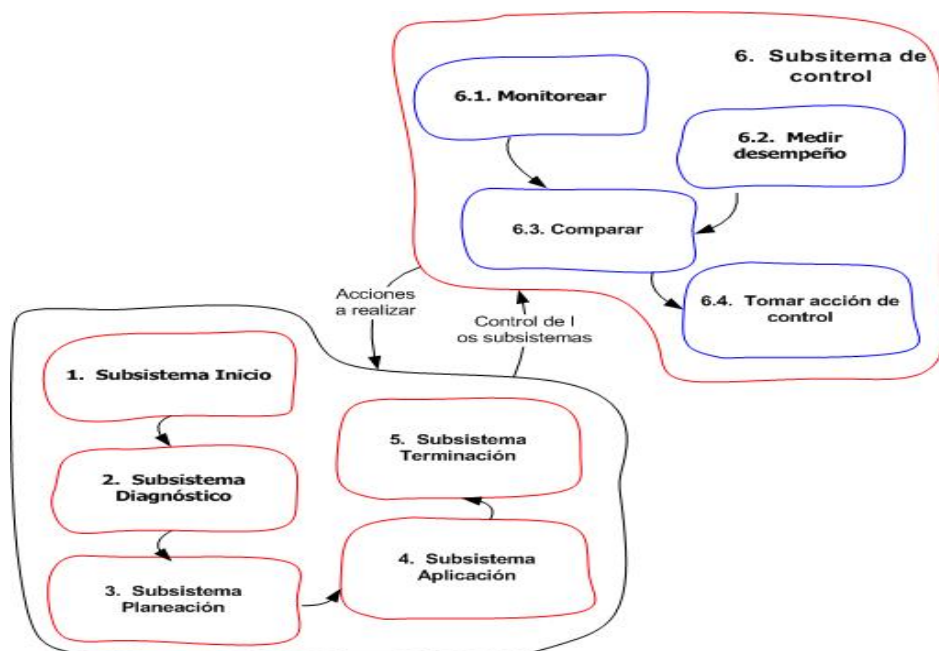 6. Subsitema de
control
6.1. Monitorear
6.2. Medir
desempeño
6.3. Comparar
6.4. Tomar acción de
control
Acciones
a realizar
Control de l
os subsistemas
1. Subsistema Inicio
2. Subsistema
Diagnóstico
3. Subsistema
Planeación
4. Subsistema
Aplicación
5. Subsistema
Terminación